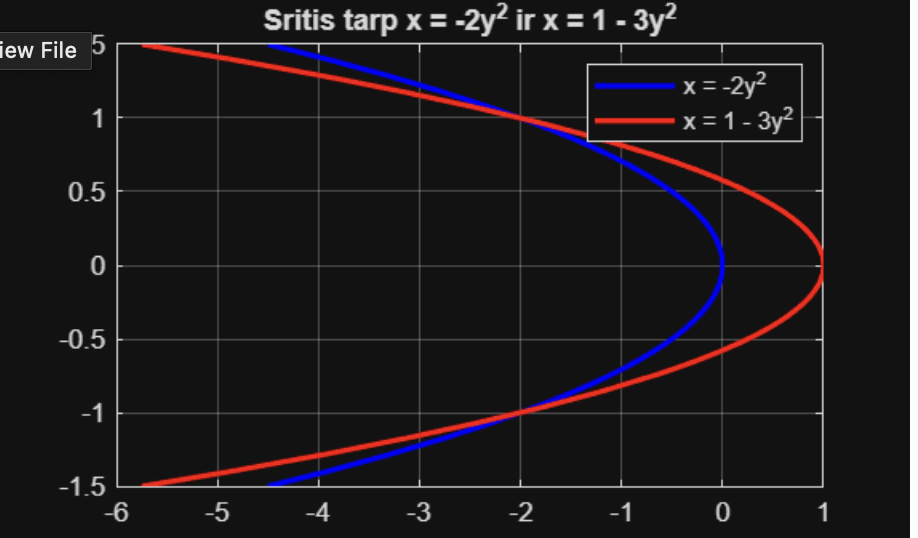 Sritis tarp x = -2y² ir x = 1 - 3y²
iew File
5
x = -2y²
x = 1 - 3y²
1
0.5
0
-0.5
-1
-1.5
-6 -5 -4 -3 -2 -1 0 1